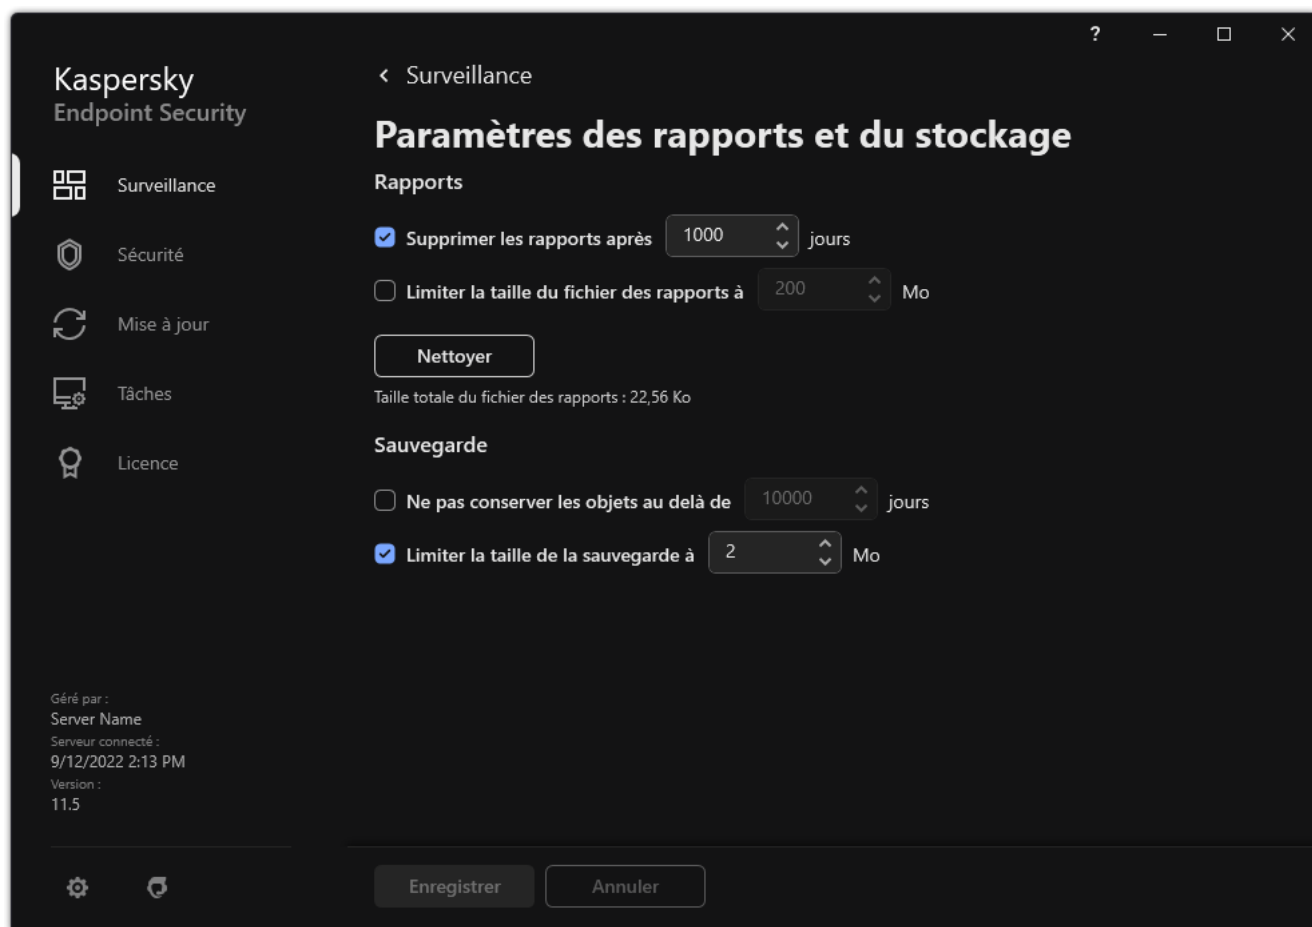 ?
Kaspersky
Endpoint Security
Surveillance
Sécurité
Mise à jour
Tâches
Licence
Géré par :
Server Name
Serveur connecté :
9/12/2022 2:13 PM
Version :
11.5
Surveillance
Paramètres des rapports et du stockage
Rapports
Supprimer les rapports après 1000 jours
Limiter la taille du fichier des rapports à 200 Mo
Nettoyer
Taille totale du fichier des rapports : 22,56 Ko
Sauvegarde
Ne pas conserver les objets au delà de 10000 jours
Limiter la taille de la sauvegarde à 2 Mo
Enregistrer Annuler